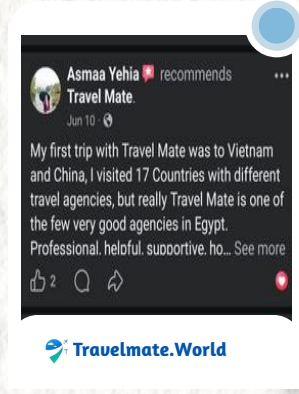 Asmaa Yehia recommends
Travel Mate.
Jun 10 ·
My first trip with Travel Mate was to Vietnam
and China, I visited 17 Countries with different
travel agencies, but really Travel Mate is one of
the few very good agencies in Egypt.
Professional, helpful, supportive, ho... See more
2
Travelmate.World